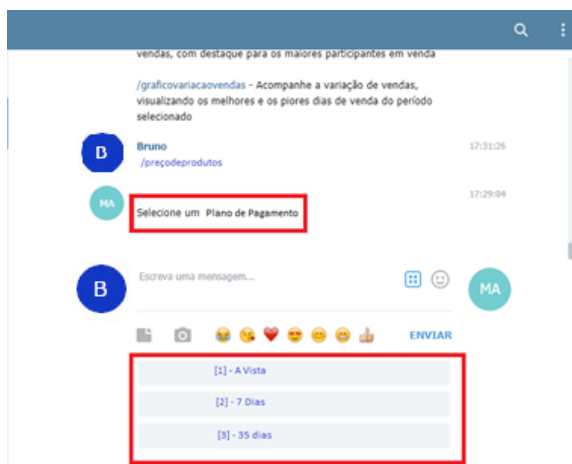 vendas, com destaque para os maiores participantes em venda
/graficovariacaovendas - Acompanhe a variação de vendas,
visualizando os melhores e os piores dias de venda do período
selecionado
B
Bruno
17:31:26
/preçodeprodutos
MA
17:29:04
Selecione um Plano de Pagamento
B
Escreva uma mensagem...
MA
ENVIAR
[1] - A Vista
[2] - 7 Dias
[3] - 35 dias